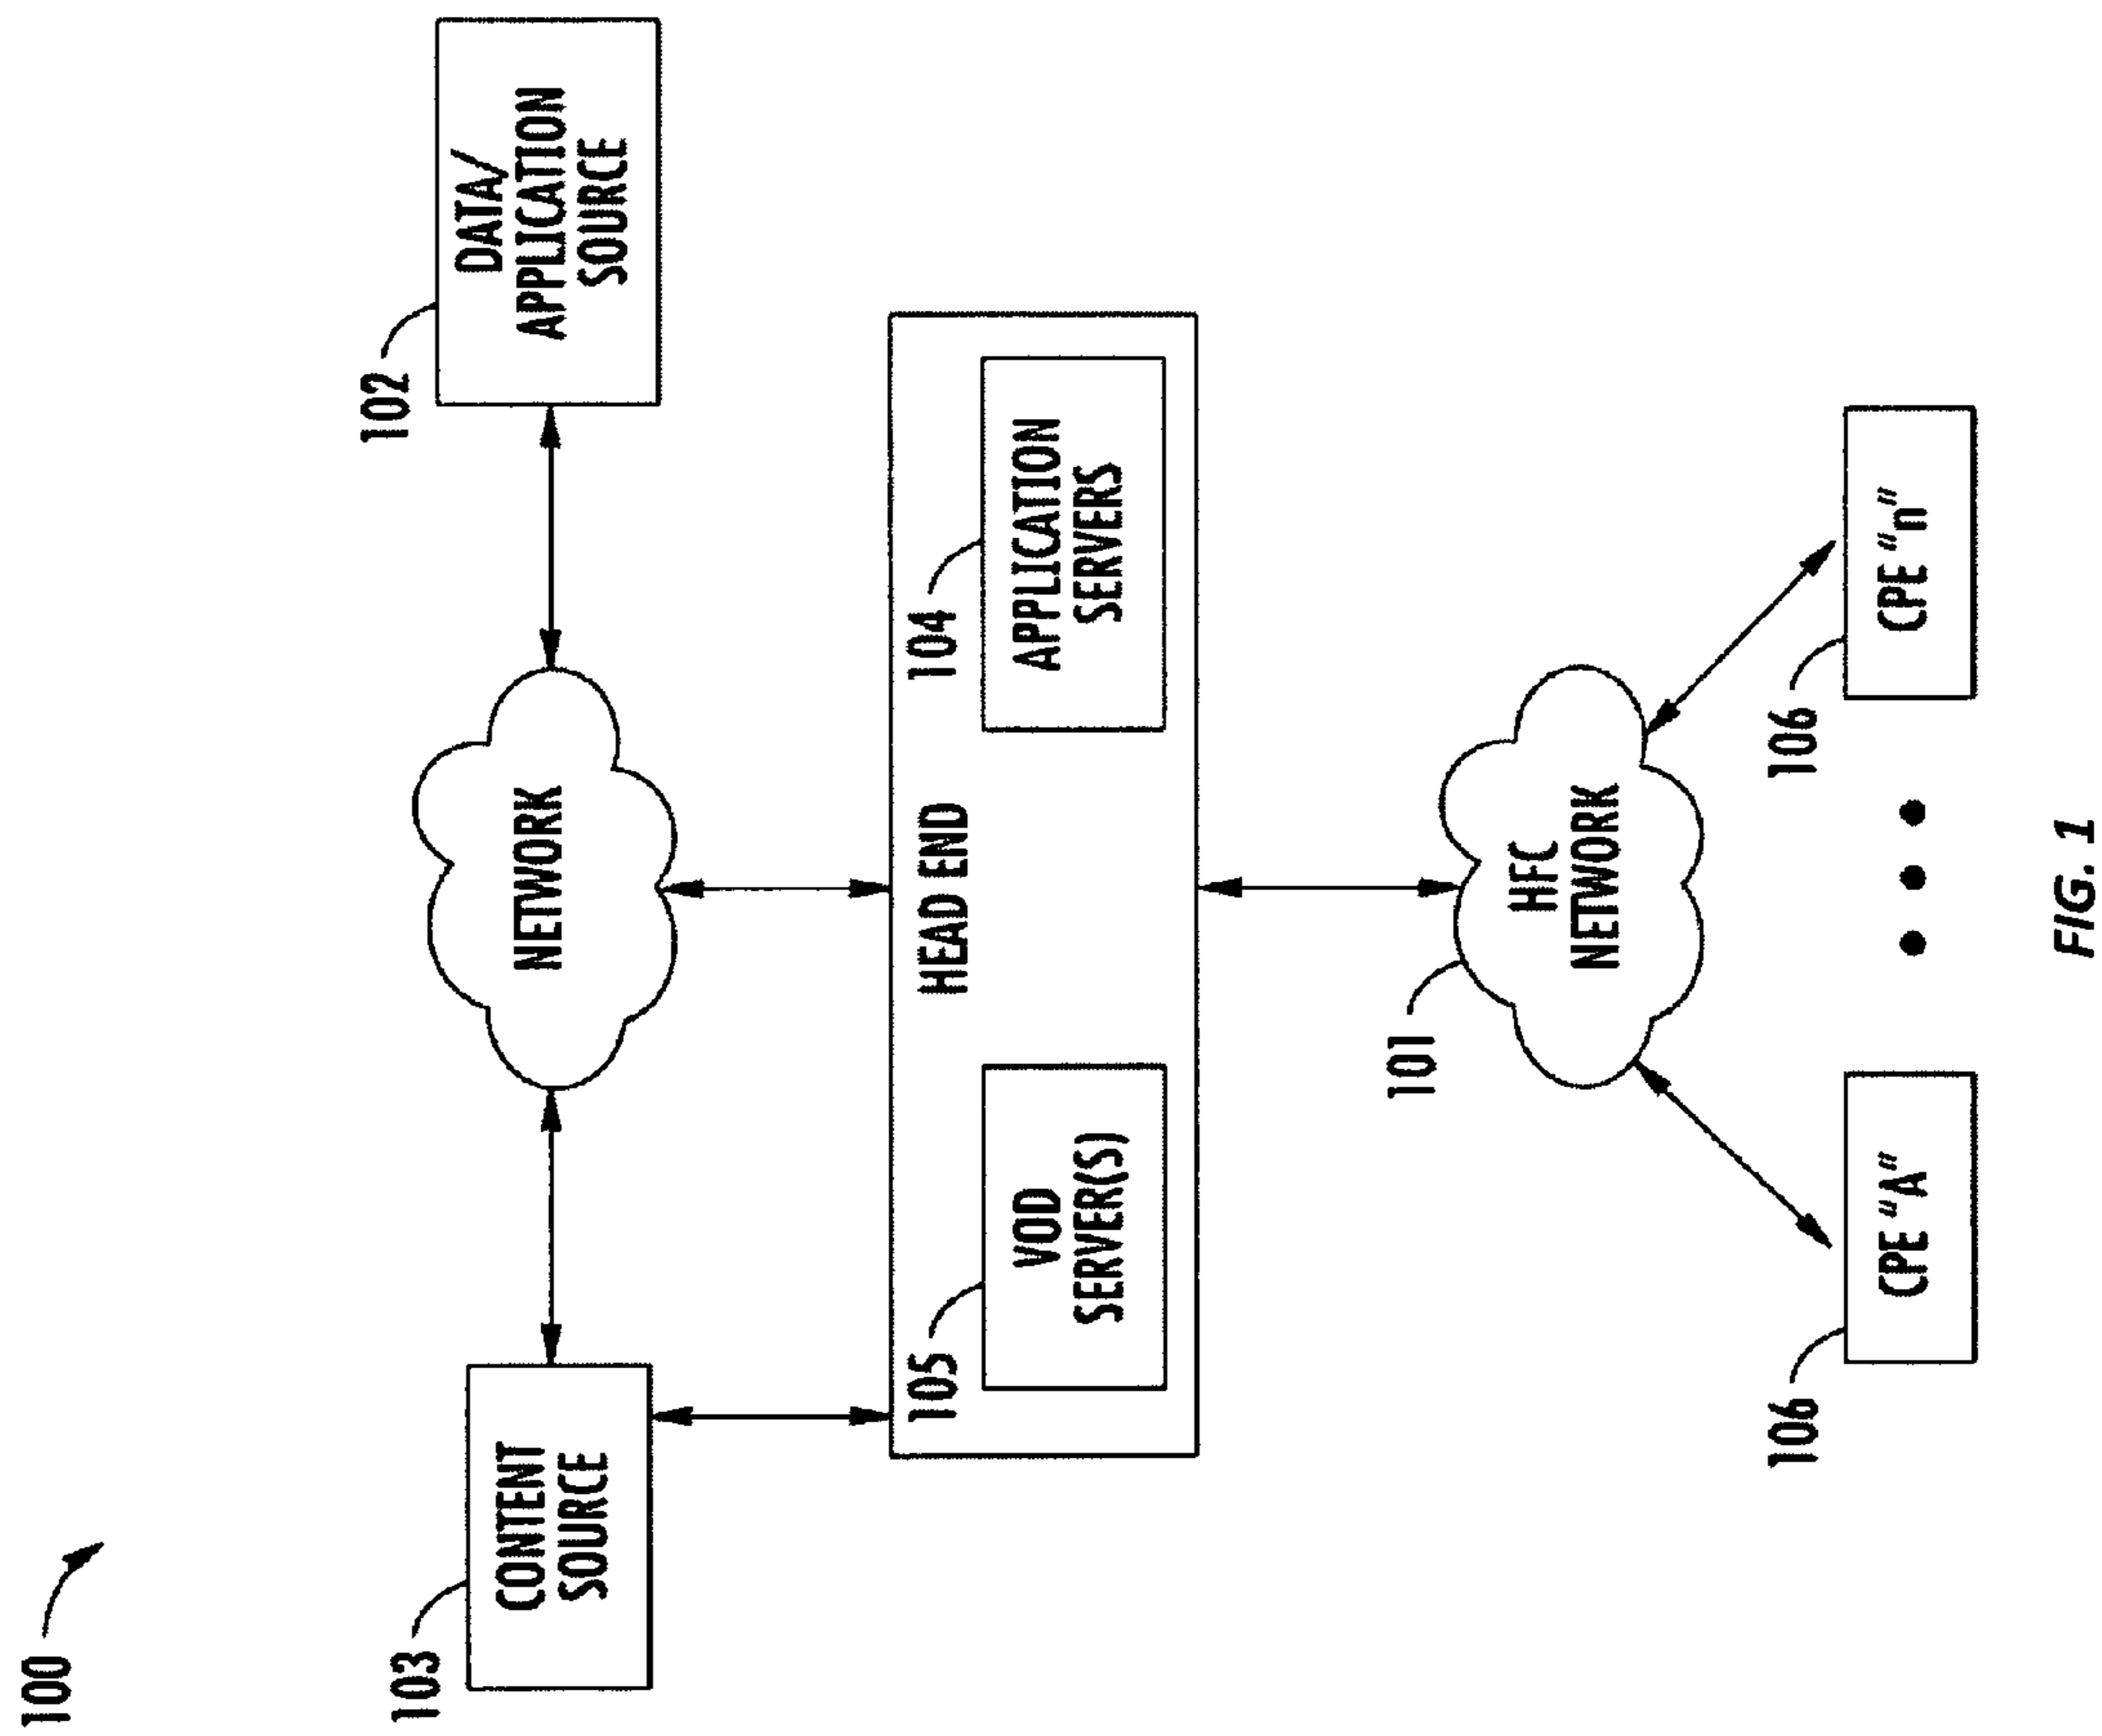 100
103
CONTENT
SOURCE
NETWORK
102
DATA/
APPLICATION
SOURCE
HEAD END
105
VOD
SERVER(S)
104
APPLICATION
SERVERS
101
HFC
NETWORK
106
CPE "A"
106
CPE "n"
FIG. 1